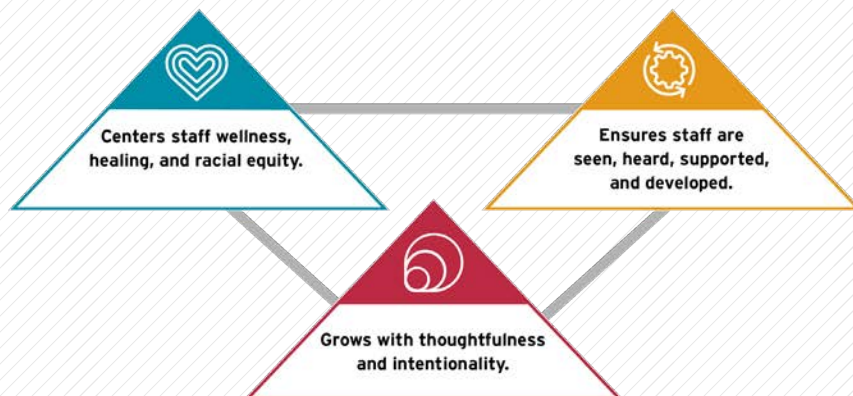 Centers staff wellness,
healing, and racial equity.
Ensures staff are
seen, heard, supported,
and developed.
Grows with thoughtfulness
and intentionality.